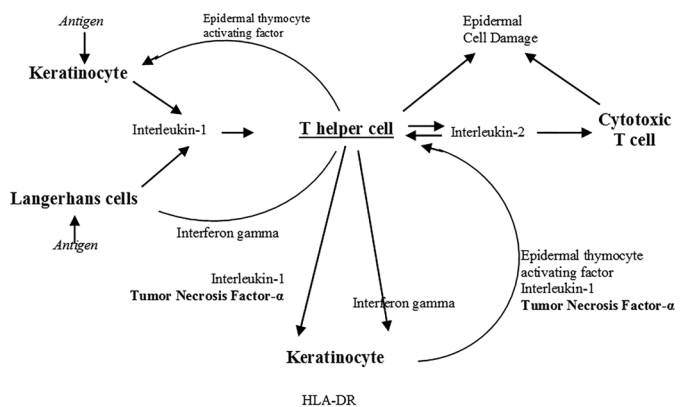 Antigen
Epidermal thymocyte
activating factor
Epidermal
Cell Damage
Keratinocyte
Interleukin-1
T helper cell
Interleukin-2
Cytotoxic
T cell
Langerhans cells
Interferon gamma
Antigen
Epidermal thymocyte
activating factor
Interleukin-1
Tumor Necrosis Factor-α
Interleukin-1
Tumor Necrosis Factor-α
Interferon gamma
Keratinocyte
HLA-DR